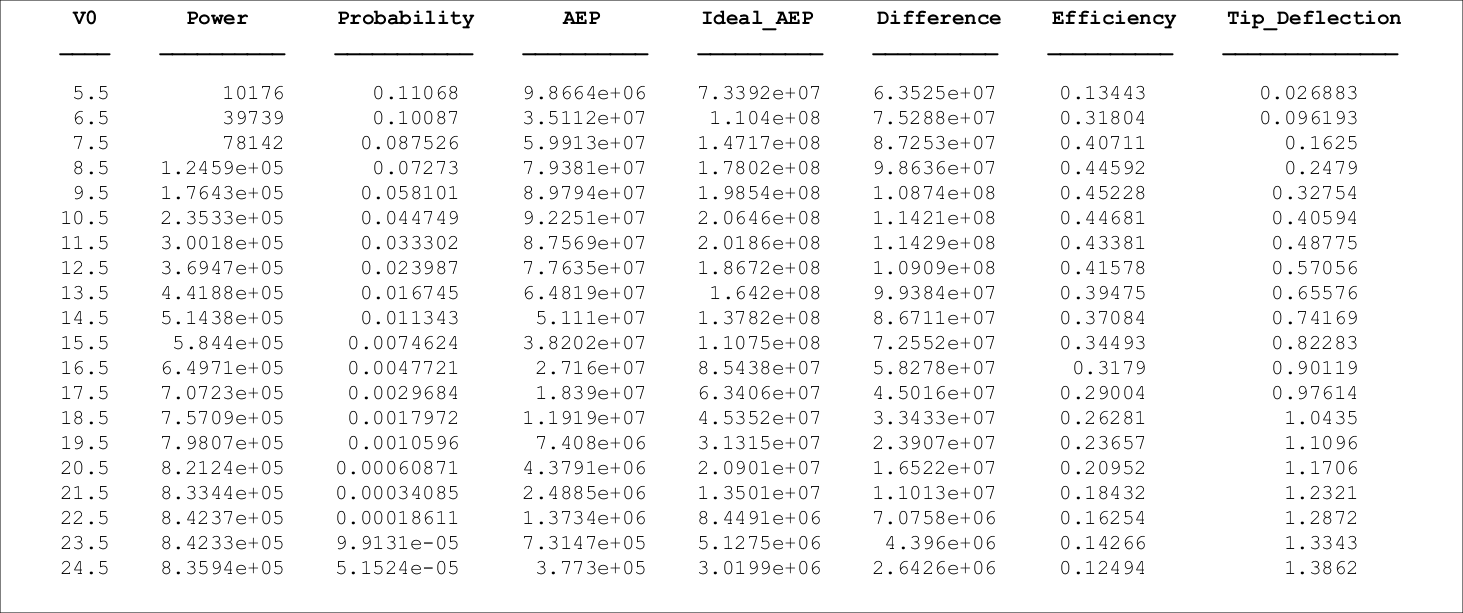 V0 Power Probability AEP Ideal_AEP Difference Efficiency Tip_Deflection
5.5 10176 0.11068 9.8664e+06 7.3392e+07 6.3525e+07 0.13443 0.026883
6.5 39739 0.10087 3.5112e+07 1.104e+08 7.5288e+07 0.31804 0.096193
7.5 78142 0.087526 5.9913e+07 1.4717e+08 8.7253e+07 0.40711 0.1625
8.5 1.2459e+05 0.07273 7.9381e+07 1.7802e+08 9.8636e+07 0.44592 0.2479
9.5 1.7643e+05 0.058101 8.9794e+07 1.9854e+08 1.0874e+08 0.45228 0.32754
10.5 2.3533e+05 0.044749 9.2251e+07 2.0646e+08 1.1421e+08 0.44681 0.40594
11.5 3.0018e+05 0.033302 8.7569e+07 2.0186e+08 1.1429e+08 0.43381 0.48775
12.5 3.6947e+05 0.023987 7.7635e+07 1.8672e+08 1.0909e+08 0.41578 0.57056
13.5 4.4188e+05 0.016745 6.4819e+07 1.642e+08 9.9384e+07 0.39475 0.65576
14.5 5.1438e+05 0.011343 5.111e+07 1.3782e+08 8.6711e+07 0.37084 0.74169
15.5 5.844e+05 0.0074624 3.8202e+07 1.1075e+08 7.2552e+07 0.34493 0.82283
16.5 6.4971e+05 0.0047721 2.716e+07 8.5438e+07 5.8278e+07 0.3179 0.90119
17.5 7.0723e+05 0.0029684 1.839e+07 6.3406e+07 4.5016e+07 0.29004 0.97614
18.5 7.5709e+05 0.0017972 1.1919e+07 4.5352e+07 3.3433e+07 0.26281 1.0435
19.5 7.9807e+05 0.0010596 7.408e+06 3.1315e+07 2.3907e+07 0.23657 1.1096
20.5 8.2124e+05 0.00060871 4.3791e+06 2.0901e+07 1.6522e+07 0.20952 1.1706
21.5 8.3344e+05 0.00034085 2.4885e+06 1.3501e+07 1.1013e+07 0.18432 1.2321
22.5 8.4237e+05 0.00018611 1.3734e+06 8.4491e+06 7.0758e+06 0.16254 1.2872
23.5 8.4233e+05 9.9131e-05 7.3147e+05 5.1275e+06 4.396e+06 0.14266 1.3343
24.5 8.3594e+05 5.1524e-05 3.773e+05 3.0199e+06 2.6426e+06 0.12494 1.3862